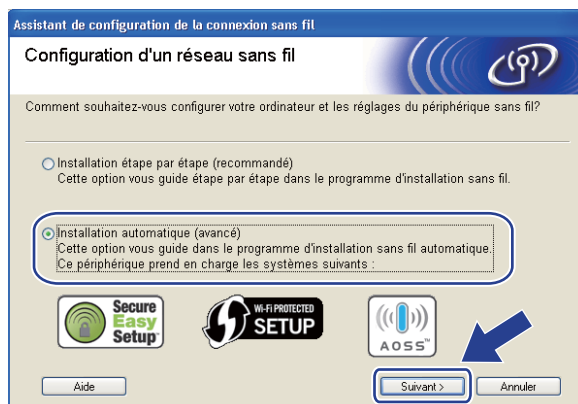 Assistant de configuration de la connexion sans fil
Configuration d'un réseau sans fil
Comment souhaitez-vous configurer votre ordinateur et les réglages du périphérique sans fil?
Installation étape par étape (recommandé)
Cette option vous guide étape par étape dans le programme d'installation sans fil.
Installation automatique (avancé)
Cette option vous guide dans le programme d'installation sans fil automatique.
Ce périphérique prend en charge les systèmes suivants :
Secure
Easy
Setup
WI-FI PROTECTED
SETUP
AOSS™
Aide
Suivant >
Annuler